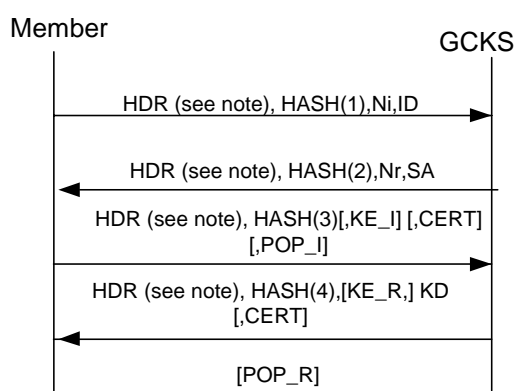 Member
GCKS
HDR (see note), HASH(1),Ni,ID
HDR (see note), HASH(2),Nr,SA
HDR (see note), HASH(3)[,KE_I] [,CERT]
[,POP_I]
HDR (see note), HASH(4),[KE_R,] KD
[,CERT]
[POP_R]